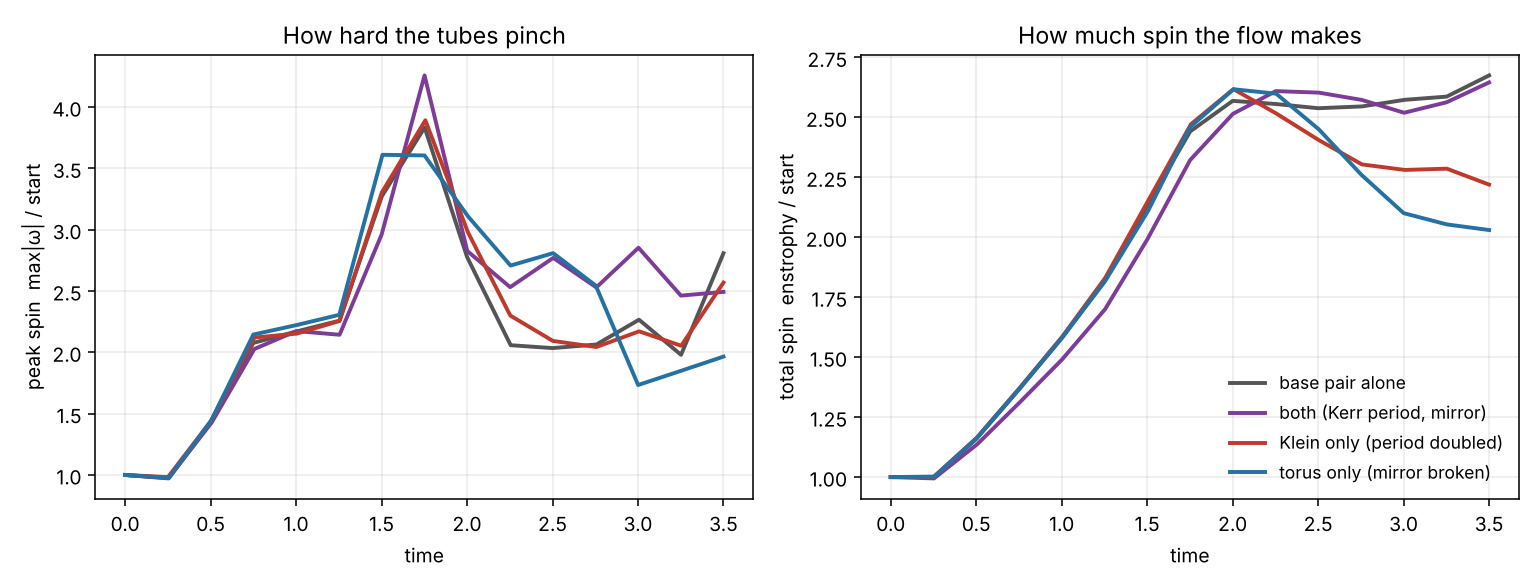 How hard the tubes pinch
peak spin max|ω| / start
4.0
3.5
3.0
2.5
2.0
1.5
1.0
0.0 0.5 1.0 1.5 2.0 2.5 3.0 3.5
time
How much spin the flow makes
total spin enstrophy / start
2.75
2.50
2.25
2.00
1.75
1.50
1.25
1.00
base pair alone
both (Kerr period, mirror)
Klein only (period doubled)
torus only (mirror broken)
0.0 0.5 1.0 1.5 2.0 2.5 3.0 3.5
time